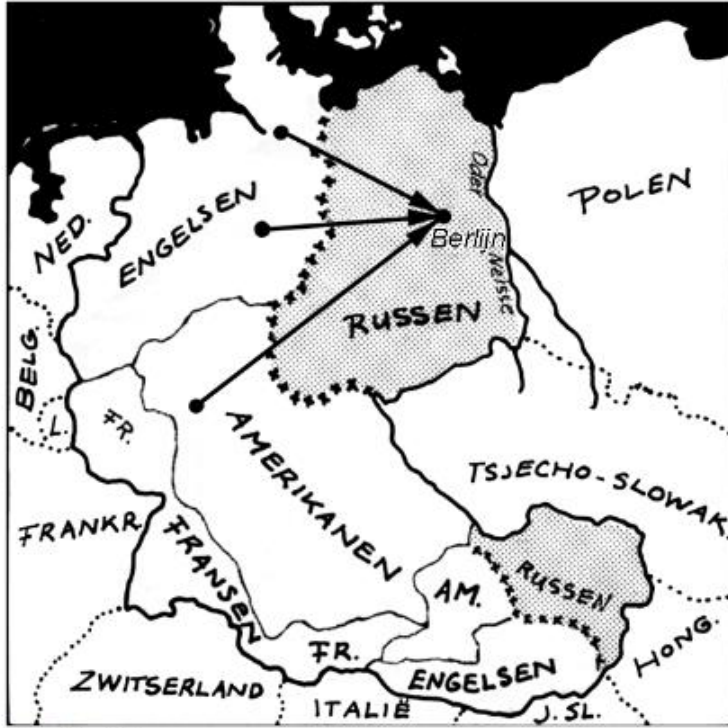 NED.
ENGELSEN
Oder
POLEN
Berlijn
Neisse
RUSSEN
BELG.
L.
FR.
AMERIKANEN
TSJECHO-SLOWAK.
FRANKR.
FRANSEN
AM.
RUSSEN
FR.
ENGELSEN
HONG.
ZWITSERLAND
ITALIË
J. SL.